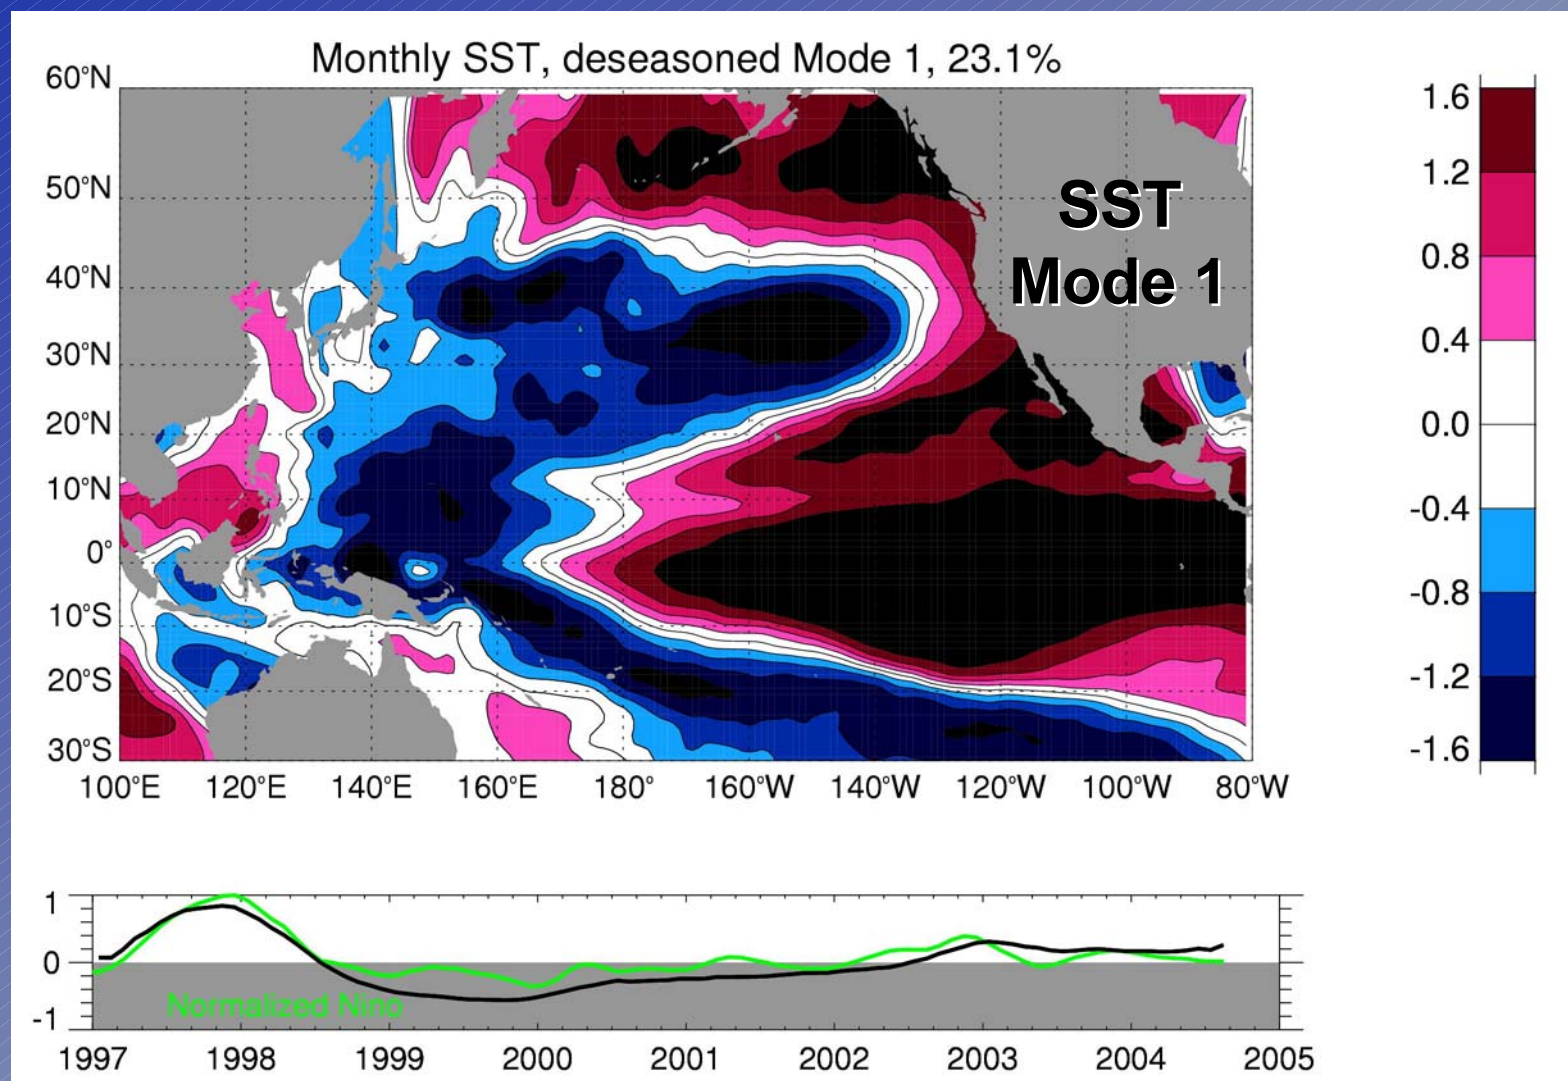 Monthly SST, deseasoned Mode 1, 23.1%
60°N
50°N
40°N
30°N
20°N
10°N
0°
10°S
20°S
30°S
100°E 120°E 140°E 160°E 180° 160°W 140°W 120°W 100°W 80°W
SST
Mode 1
1.6
1.2
0.8
0.4
0.0
-0.4
-0.8
-1.2
-1.6
1
0
-1
Normalized Nino
1997 1998 1999 2000 2001 2002 2003 2004 2005